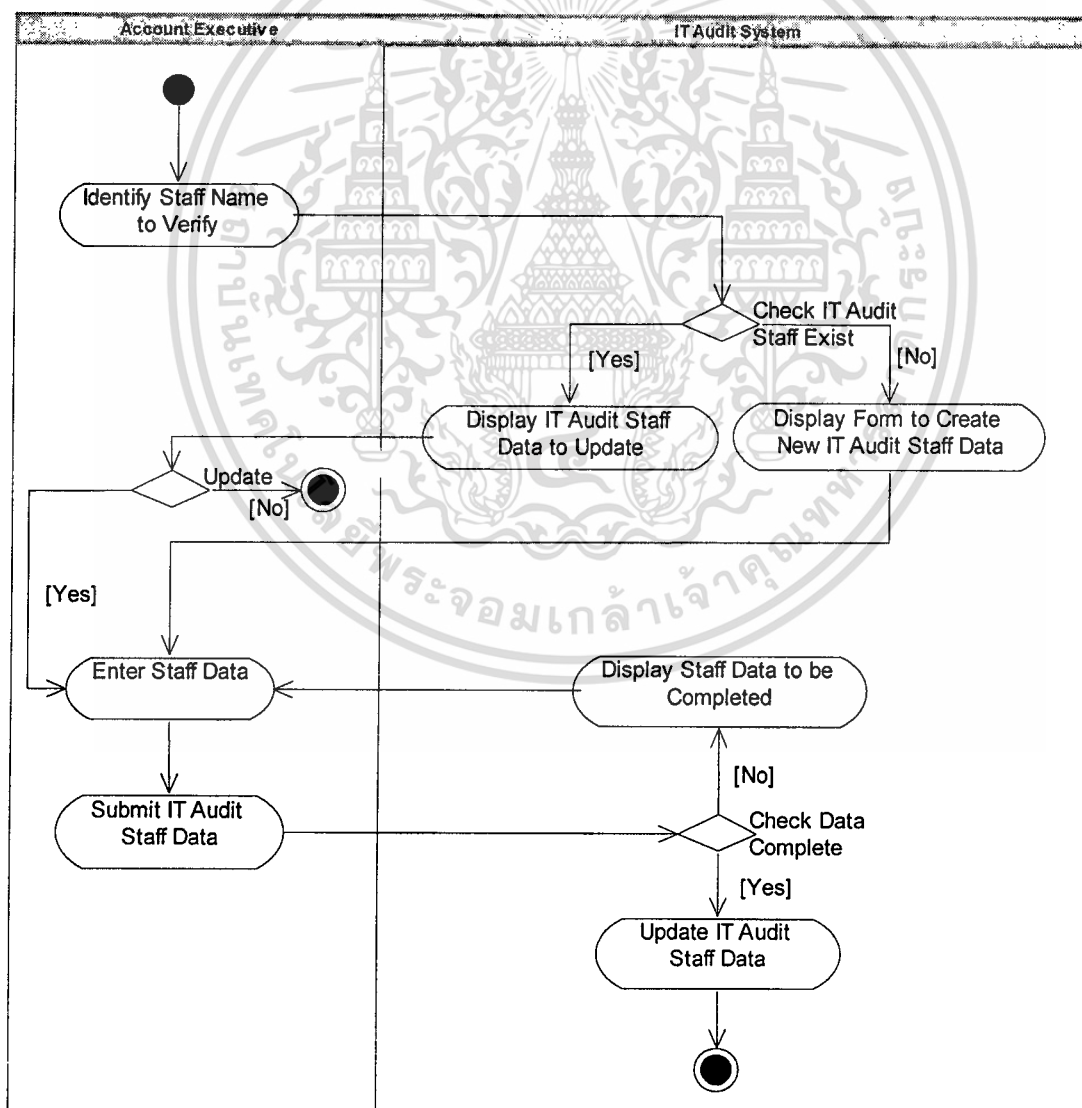 Account Executive
IT Audit System
Identify Staff Name
to Verify
Check IT Audit
Staff Exist
[Yes]
[No]
Display IT Audit Staff
Data to Update
Display Form to Create
New IT Audit Staff Data
Update
[No]
[Yes]
Enter Staff Data
Display Staff Data to be
Completed
[No]
Submit IT Audit
Staff Data
Check Data
Complete
[Yes]
Update IT Audit
Staff Data